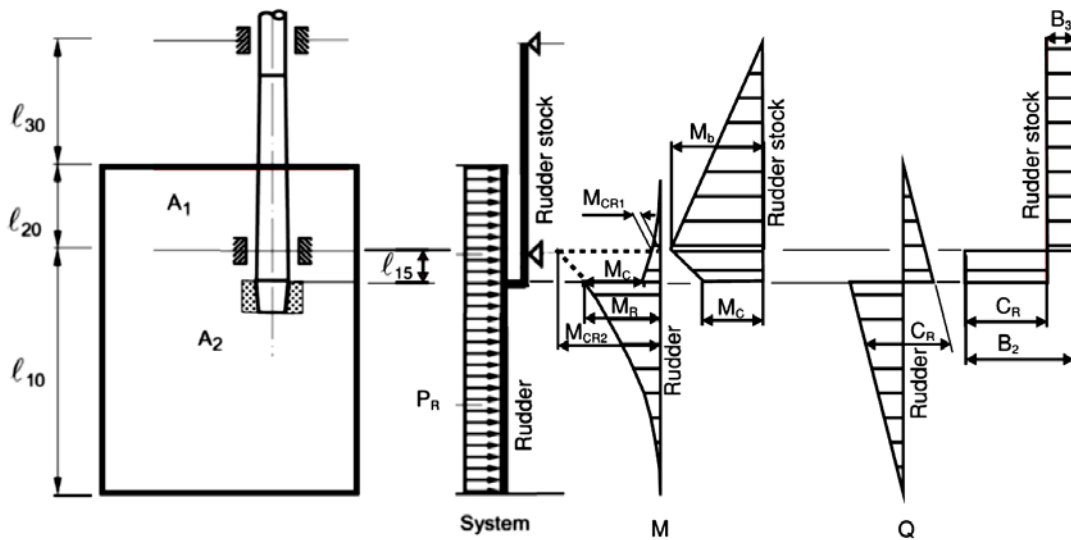 ℓ30
ℓ20
ℓ10
A1
A2
ℓ15
PR
Rudder stock
Rudder
System
MCR1
MC
MR
MCR2
Rudder
M
Mb
MC
Rudder stock
CR
Rudder
Q
B3
Rudder stock
CR
B2